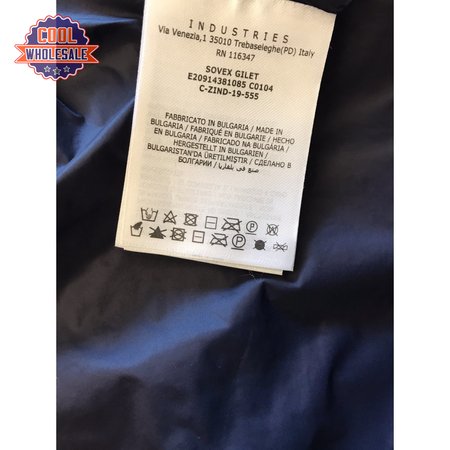 COOL
WHOLESALE
INDUSTRIES
Via Venezia,1 35010 Trebaseleghe(PD) Italy
RN 116347
SOVEX GILET
E20914381085 C0104
C-ZIND-19-555
FABBRICATO IN BULGARIA / MADE IN
BULGARIA / FABRIQUÉ EN BULGARIE / HECHO
EN BULGARIA / FABRICADO NA BULGÁRIA /
HERGESTELLT IN BULGARIEN /
BULGARISTAN'DA ÜRETILMIŞTIR / СДЕЛАНО В
БОЛГАРИИ / صنع في بلغاريا